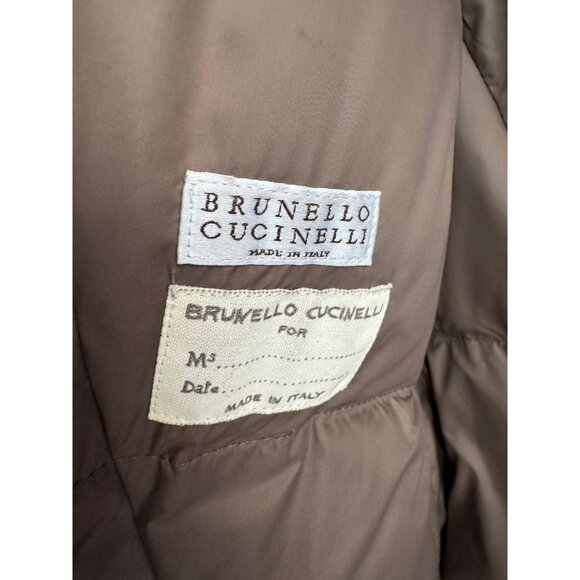 BRUNELLO
CUCINELLI
MADE IN ITALY
BRUNELLO CUCINELLI
FOR
Ms..................
Date..................
MADE IN ITALY